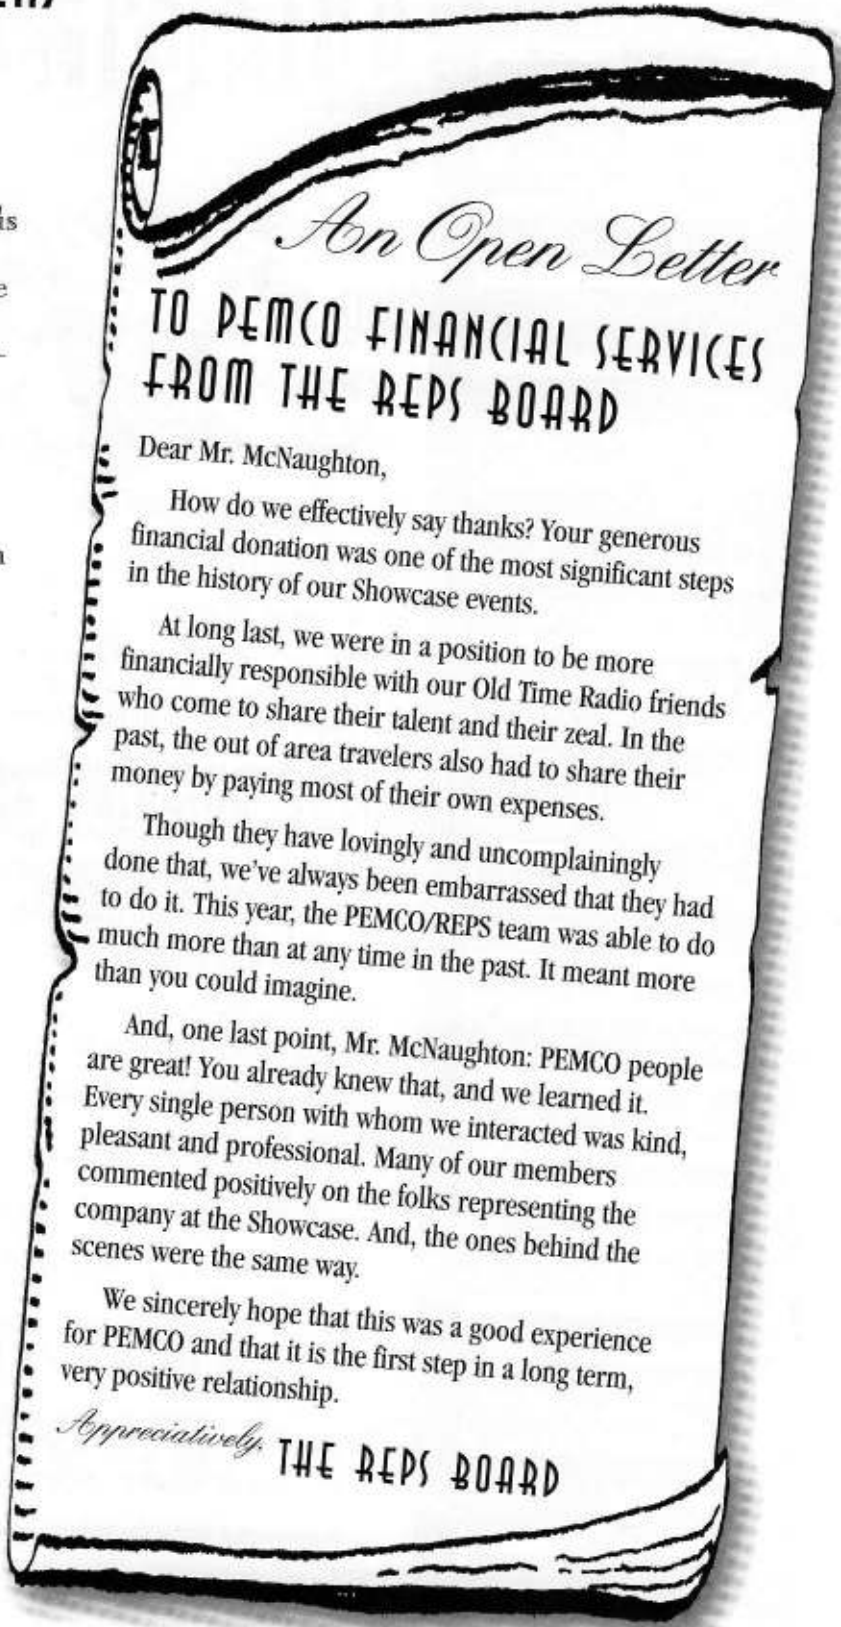 An Open Letter
TO PEMCO FINANCIAL SERVICES
FROM THE REPS BOARD
Dear Mr. McNaughton,
How do we effectively say thanks? Your generous
financial donation was one of the most significant steps
in the history of our Showcase events.
At long last, we were in a position to be more
financially responsible with our Old Time Radio friends
who come to share their talent and their zeal. In the
past, the out of area travelers also had to share their
money by paying most of their own expenses.
Though they have lovingly and uncomplainingly
done that, we've always been embarrassed that they had
to do it. This year, the PEMCO/REPS team was able to do
much more than at any time in the past. It meant more
than you could imagine.
And, one last point, Mr. McNaughton: PEMCO people
are great! You already knew that, and we learned it.
Every single person with whom we interacted was kind,
pleasant and professional. Many of our members
commented positively on the folks representing the
company at the Showcase. And, the ones behind the
scenes were the same way.
We sincerely hope that this was a good experience
for PEMCO and that it is the first step in a long term,
very positive relationship.
Appreciatively, THE REPS BOARD